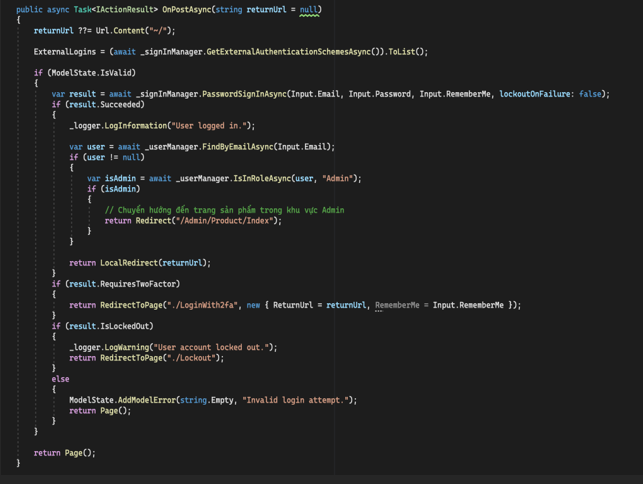 public async Task<IActionResult> OnPostAsync(string returnUrl = null)
{
returnUrl ??= Url.Content("~/");
ExternalLogins = (await _signInManager.GetExternalAuthenticationSchemesAsync()).ToList();
if (ModelState.IsValid)
{
var result = await _signInManager.PasswordSignInAsync(Input.Email, Input.Password, Input.RememberMe, lockoutOnFailure: false);
if (result.Succeeded)
{
_logger.LogInformation("User logged in.");
var user = await _userManager.FindByEmailAsync(Input.Email);
if (user != null)
{
var isAdmin = await _userManager.IsInRoleAsync(user, "Admin");
if (isAdmin)
{
// Chuyển hướng đến trang sản phẩm trong khu vực Admin
return Redirect("/Admin/Product/Index");
}
}
return LocalRedirect(returnUrl);
}
if (result.RequiresTwoFactor)
{
return RedirectToPage("./LoginWith2fa", new { ReturnUrl = returnUrl, RememberMe = Input.RememberMe });
}
if (result.IsLockedOut)
{
_logger.LogWarning("User account locked out.");
return RedirectToPage("./Lockout");
}
else
{
ModelState.AddModelError(string.Empty, "Invalid login attempt.");
return Page();
}
}
return Page();
}